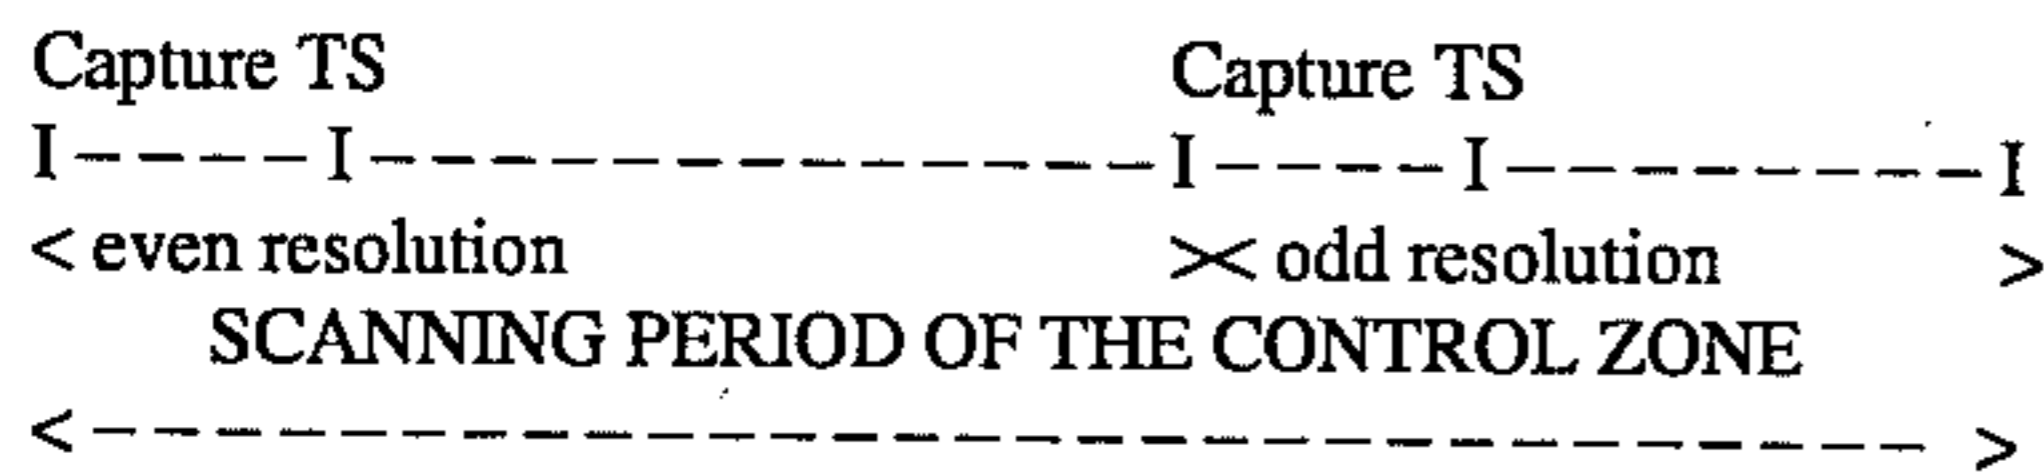 Capture TS Capture TS
I-----I--------------I-----I---------I
< even resolution >< odd resolution >
SCANNING PERIOD OF THE CONTROL ZONE
<------------------------------->